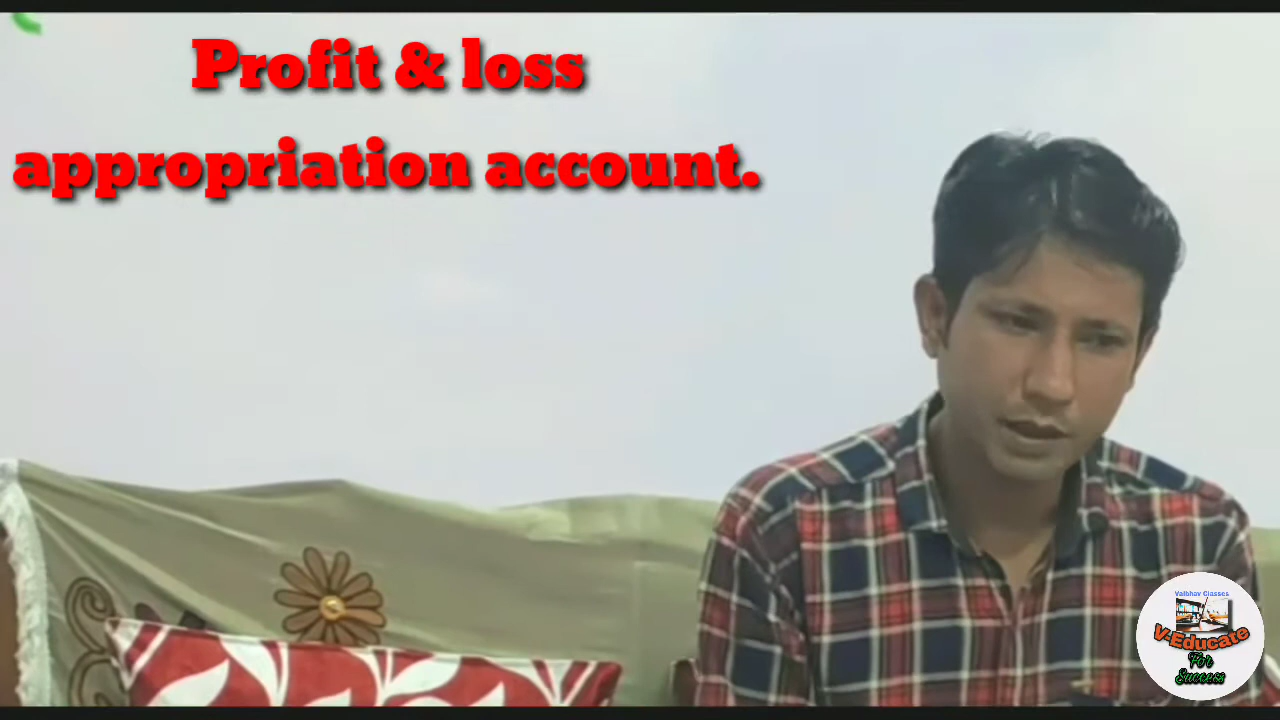 Profit & loss
appropriation account.
Vaibhav Classes
V-Educate
For
Success